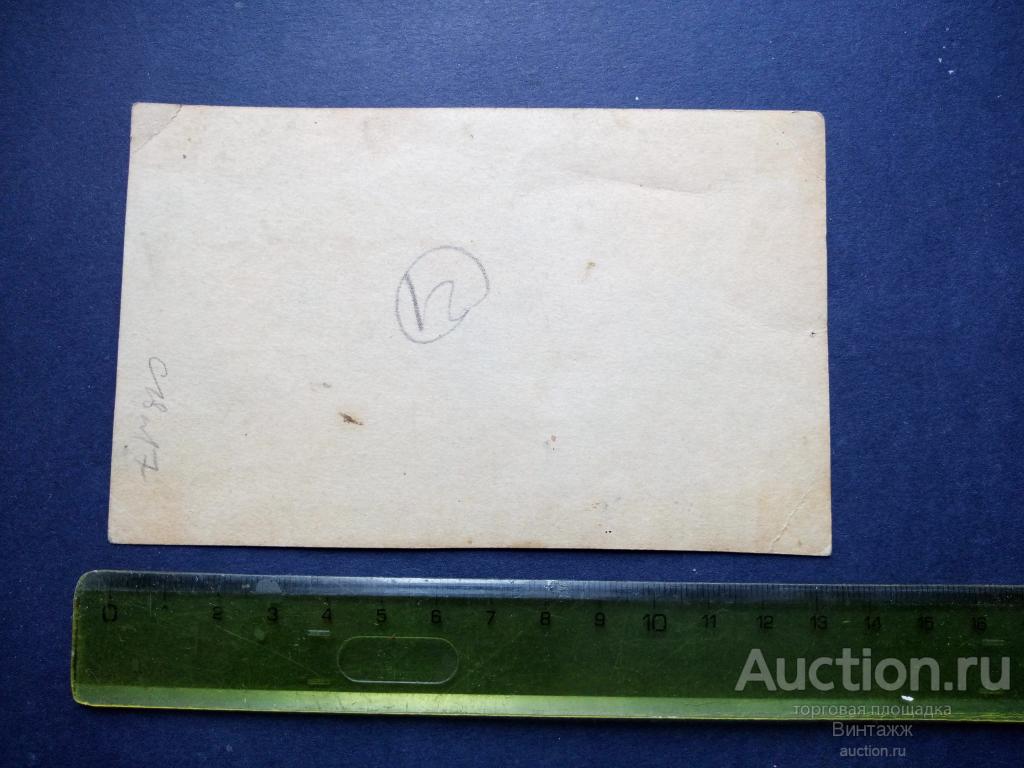 0 1 2 3 4 5 6 7 8 9 10 11 12 13 14 15 16
Auction.ru
торговая площадка
Винтажж
auction.ru